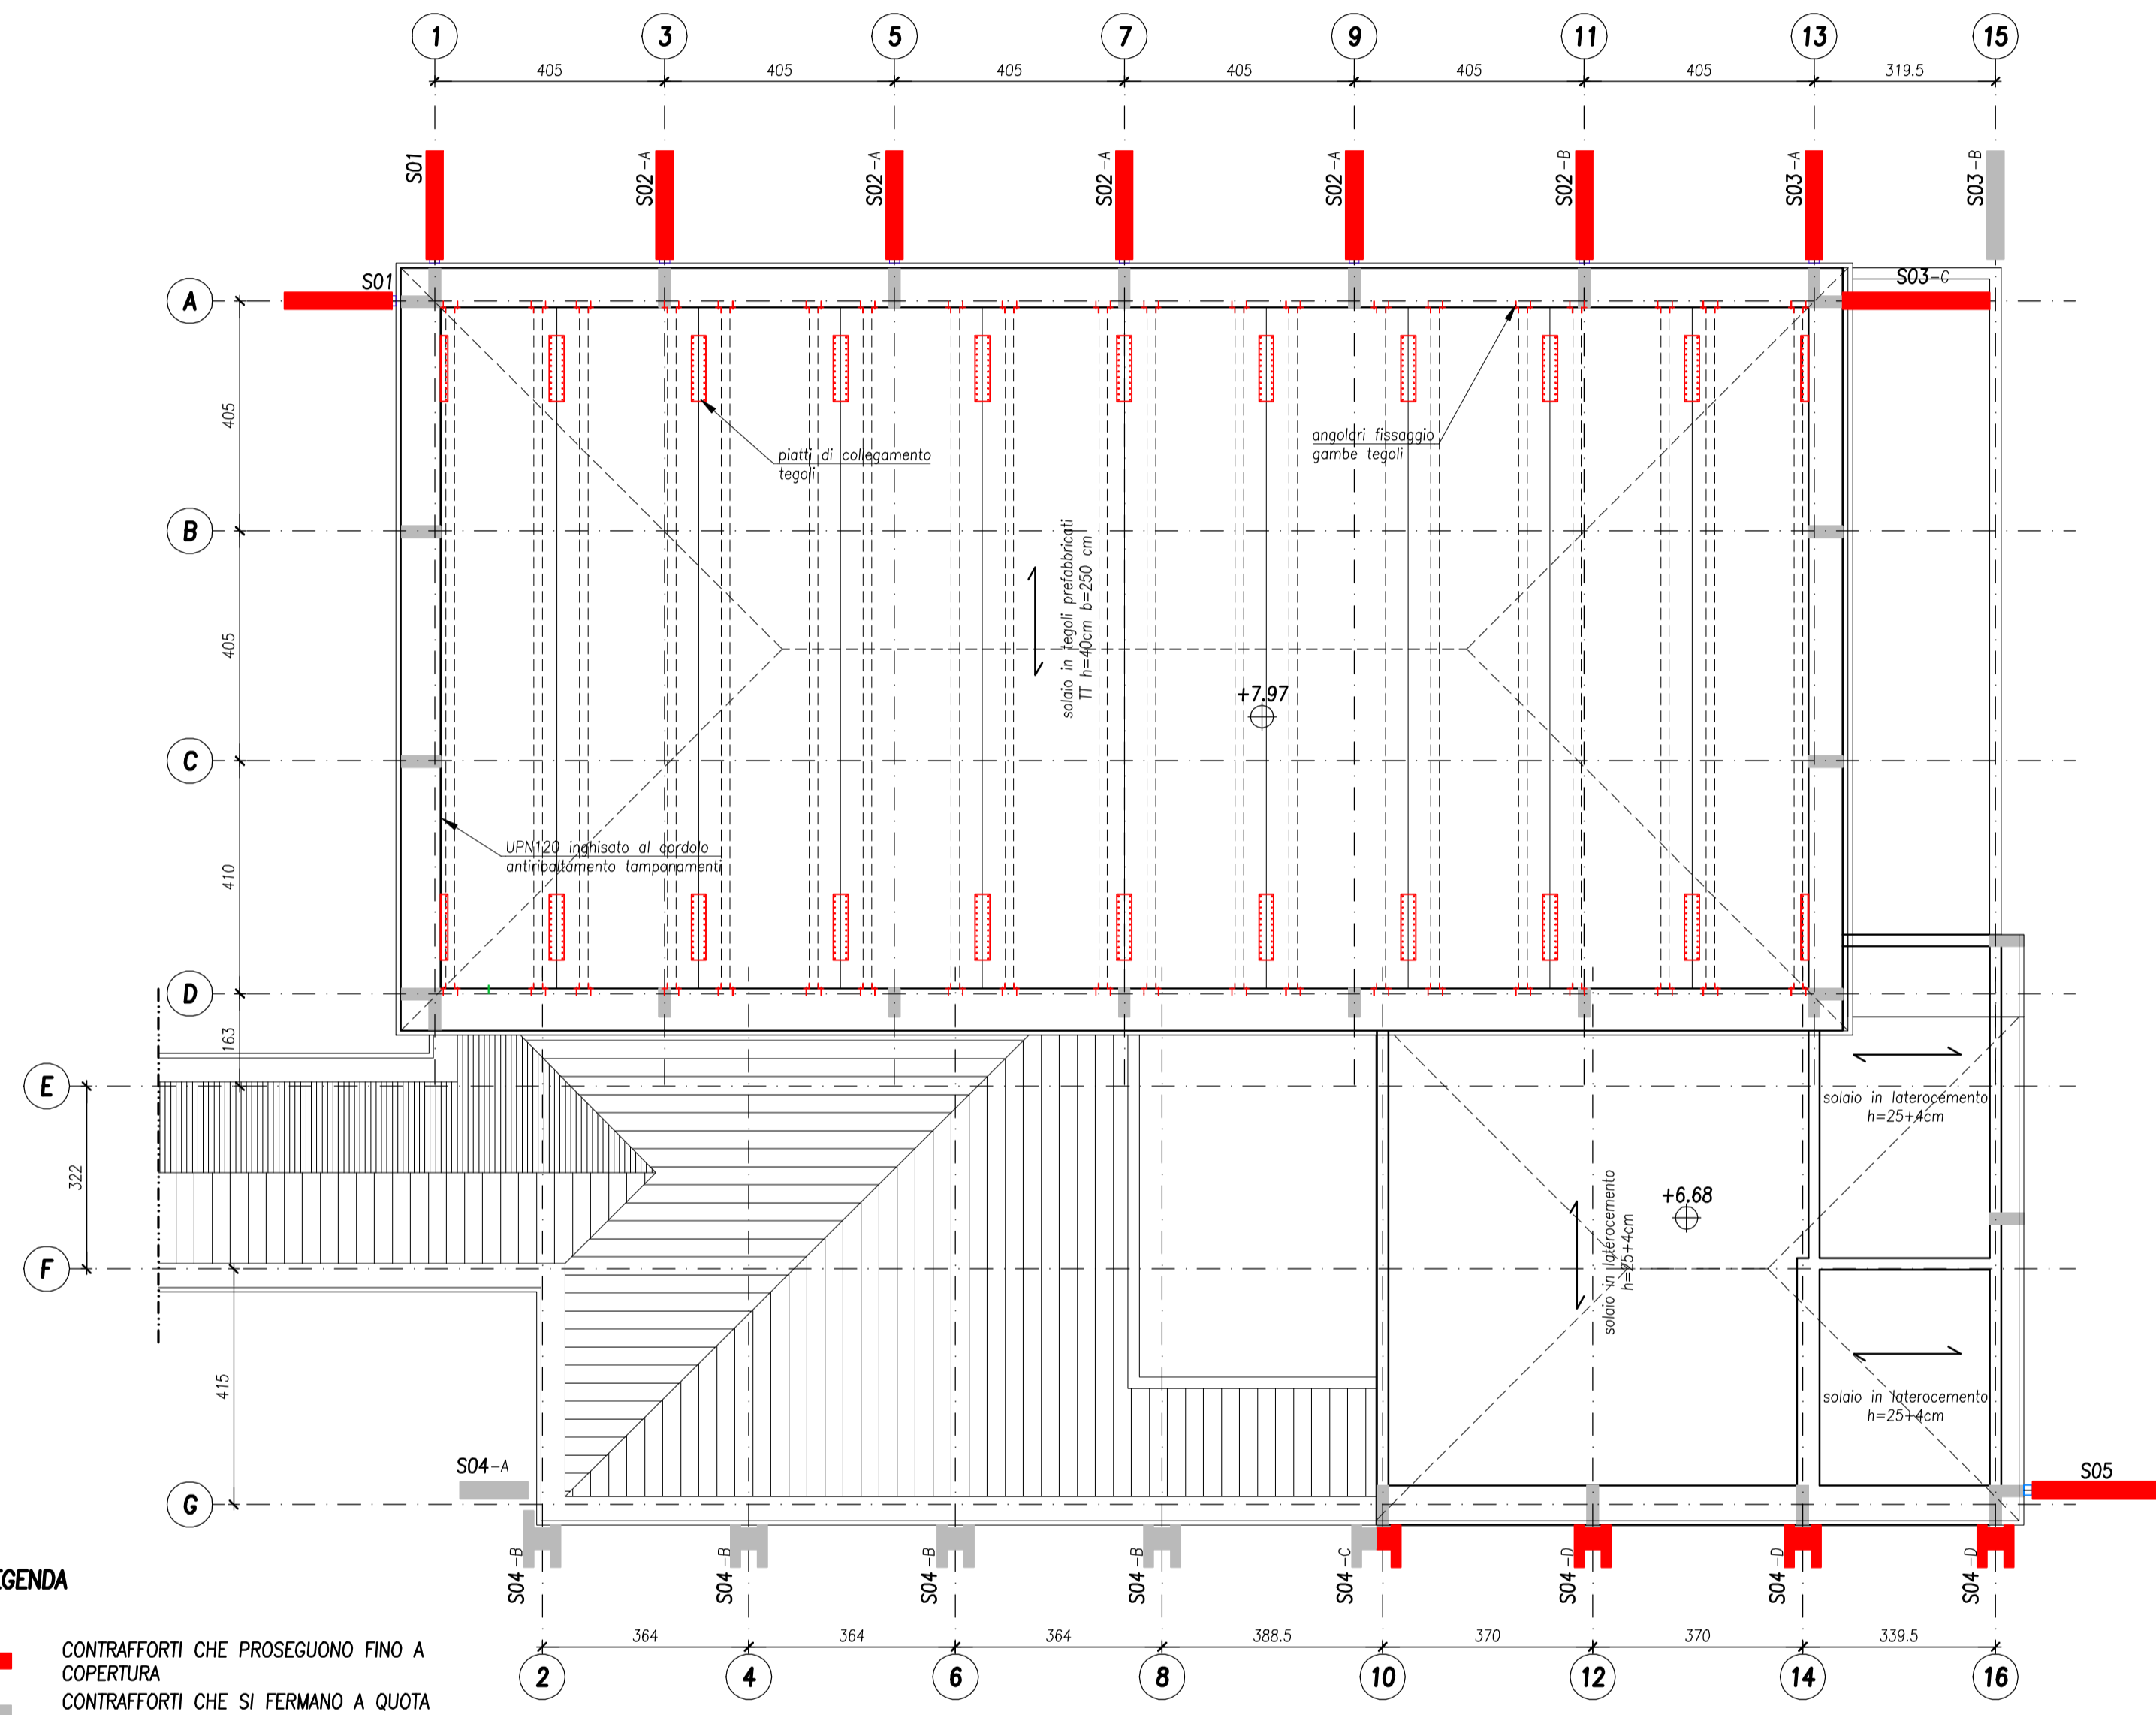 1 3 5 7 9 11 13 15
405 405 405 405 405 405 319.5
S01 S02-A S02-A S02-A S02-A S02-B S03-A S03-B
S01
S03-C
A
B
C
D
E
F
G
405
405
410
163
322
415
piatti di collegamento
tegoli
angolari fissaggio
gambe tegoli
solaio in tegoli prefabbricati
TT h=40cm b=250 cm
+7.97
UPN120 inghisato al cordolo
antiribaltamento tamponamenti
solaio in laterocemento
h=25+4cm
+6.68
solaio in laterocemento
h=25+4cm
solaio in laterocemento
h=25+4cm
S04-A
S05
S04-B S04-B S04-B S04-B S04-C S04-D S04-D S04-D
364 364 364 388.5 370 370 339.5
2 4 6 8 10 12 14 16
EGENDA
CONTRAFFORTI CHE PROSEGUONO FINO A
COPERTURA
CONTRAFFORTI CHE SI FERMANO A QUOTA